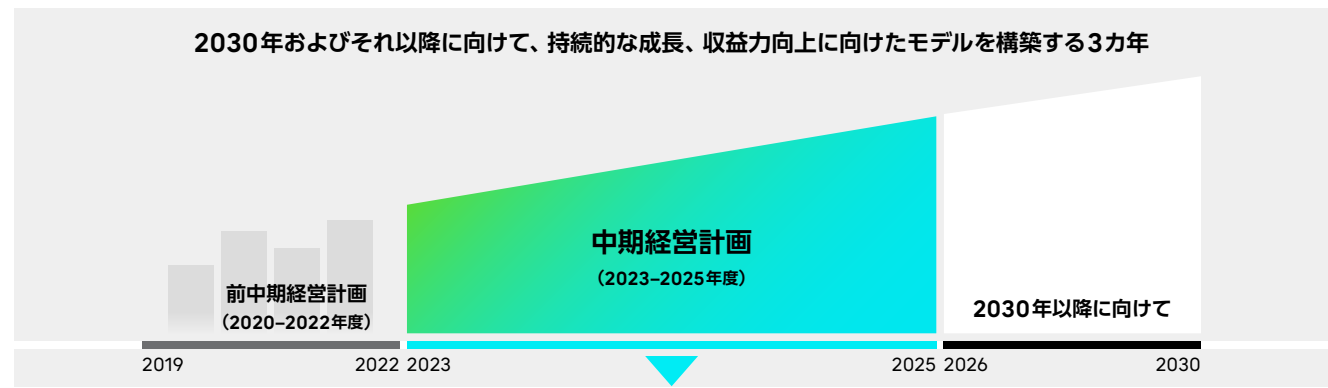 2030年およびそれ以降に向けて、持続的な成長、収益力向上に向けたモデルを構築する3カ年
中期経営計画
（2023–2025年度）
前中期経営計画
（2020–2022年度）
2030年以降に向けて
2019
2022
2023
2025
2026
2030